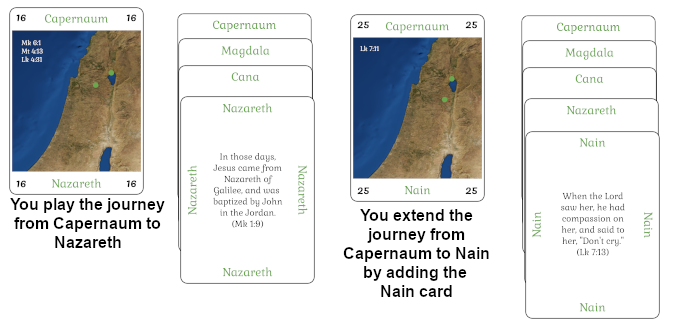 16 Capernaum 16
Mk 6:1
Mt 4:13
Lk 4:31
16 Nazareth 16
You play the journey
from Capernaum to
Nazareth
Capernaum
Magdala
Cana
Nazareth
Nazareth
In those days,
Jesus came from
Nazareth of
Galilee, and was
baptized by John
in the Jordan.
(Mk 1:9)
Nazareth
Nazareth
25 Capernaum 25
Lk 7:11
25 Nain 25
You extend the
journey from
Capernaum to Nain
by adding the
Nain card
Capernaum
Magdala
Cana
Nazareth
Nain
Nain
When the Lord
saw her, he had
compassion on
her, and said to
her, "Don't cry."
(Lk 7:13)
Nain
Nain